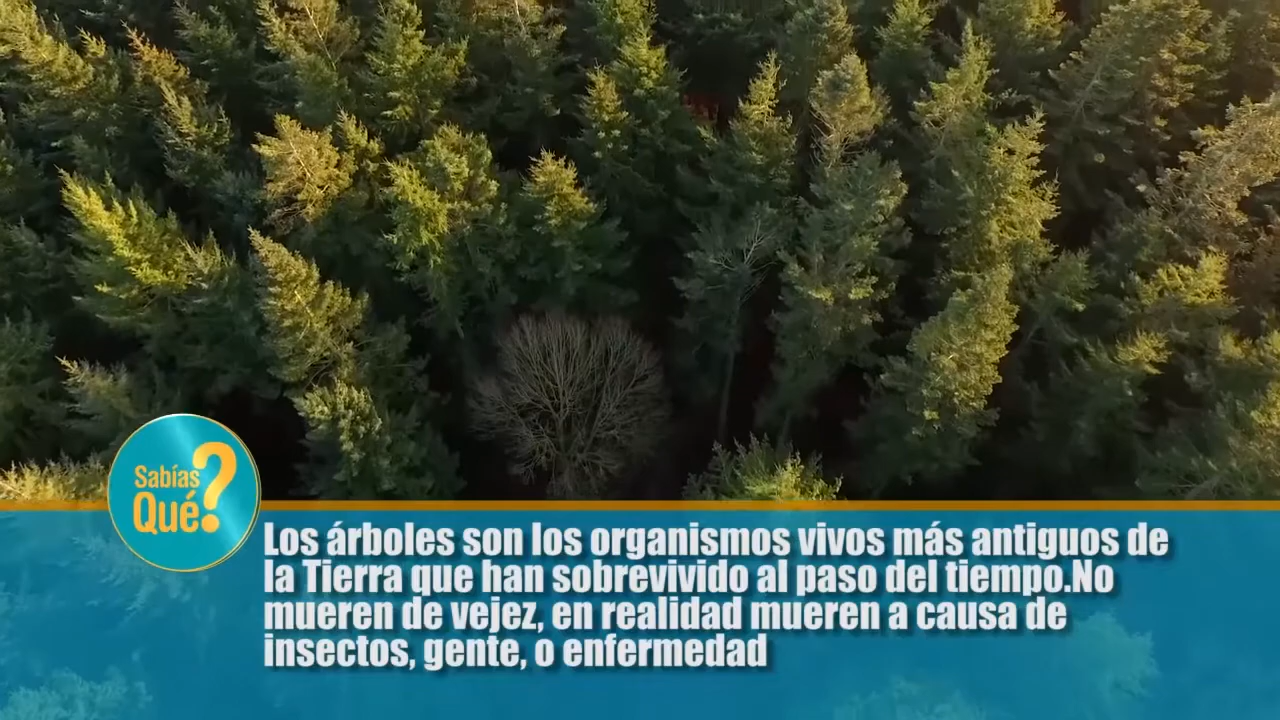 Sabías
Qué?
Los árboles son los organismos vivos más antiguos de
la Tierra que han sobrevivido al paso del tiempo.No
mueren de vejez, en realidad mueren a causa de
insectos, gente, o enfermedad